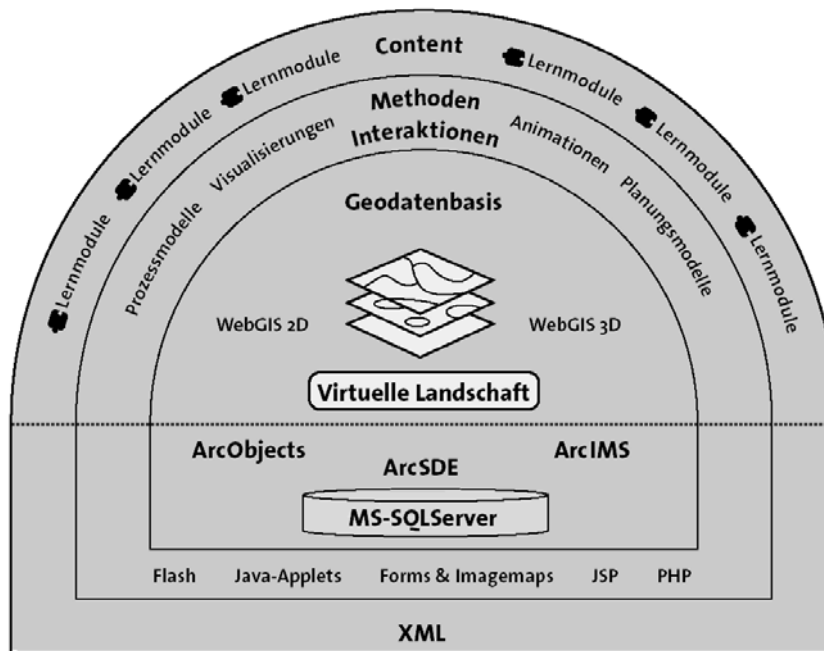 Content
Lernmodule
Lernmodule
Lernmodule
Lernmodule
Lernmodule
Lernmodule
Methoden
Interaktionen
Prozessmodelle
Visualisierungen
Animationen
Planungsmodelle
Geodatenbasis
WebGIS 2D
WebGIS 3D
Virtuelle Landschaft
ArcObjects
ArcSDE
ArcIMS
MS-SQLServer
Flash Java-Applets Forms & Imagemaps JSP PHP
XML